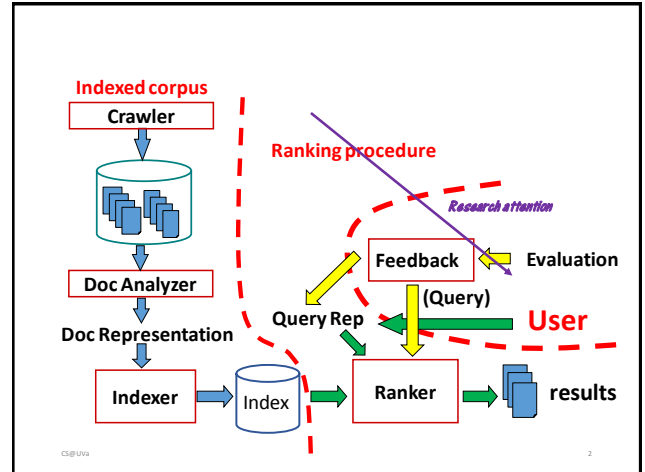 Indexed corpus
Crawler
Ranking procedure
Research attention
Feedback
Evaluation
Doc Analyzer
(Query)
Query Rep
User
Doc Representation
Indexer
Index
Ranker
results
CS@UVa
2